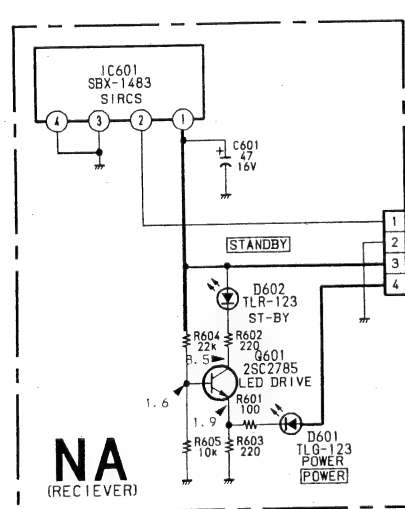 IC601
SBX-1483
SIRCS
4
3
2
1
+
C601
47
16V
1
2
3
4
STANDBY
D602
TLR-123
ST-BY
R604
22k
R602
220
8.5
Q601
2SC2785
LED DRIVE
1.6
R601
100
1.9
R605
10k
R603
220
D601
TLG-123
POWER
POWER
NA
(RECIEVER)